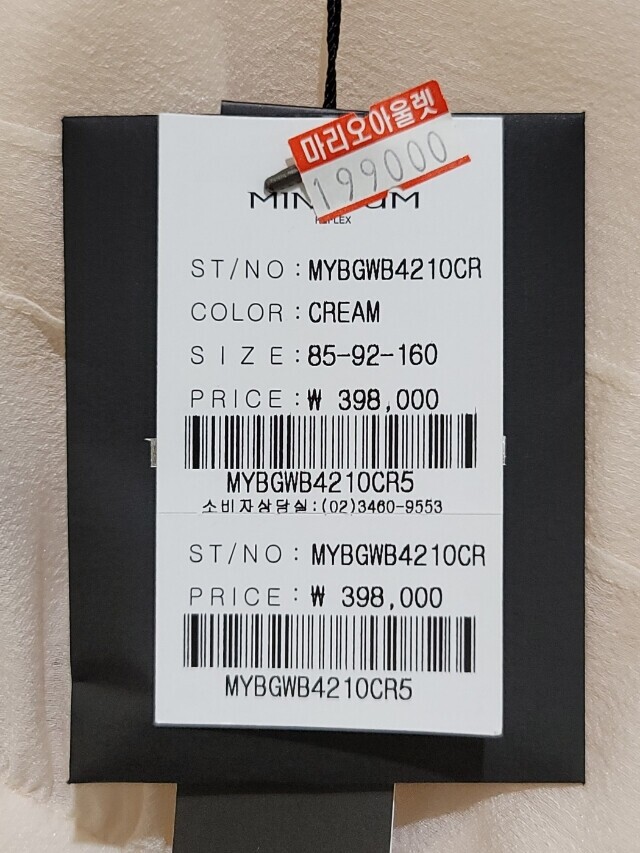 마리오아울렛
199000
ST/NO : MYBGWB4210CR
COLOR : CREAM
SIZE : 85-92-160
PRICE : ₩ 398,000
MYBGWB4210CR5
소비자상담실:(02)3460-9553
ST/NO : MYBGWB4210CR
PRICE : ₩ 398,000
MYBGWB4210CR5